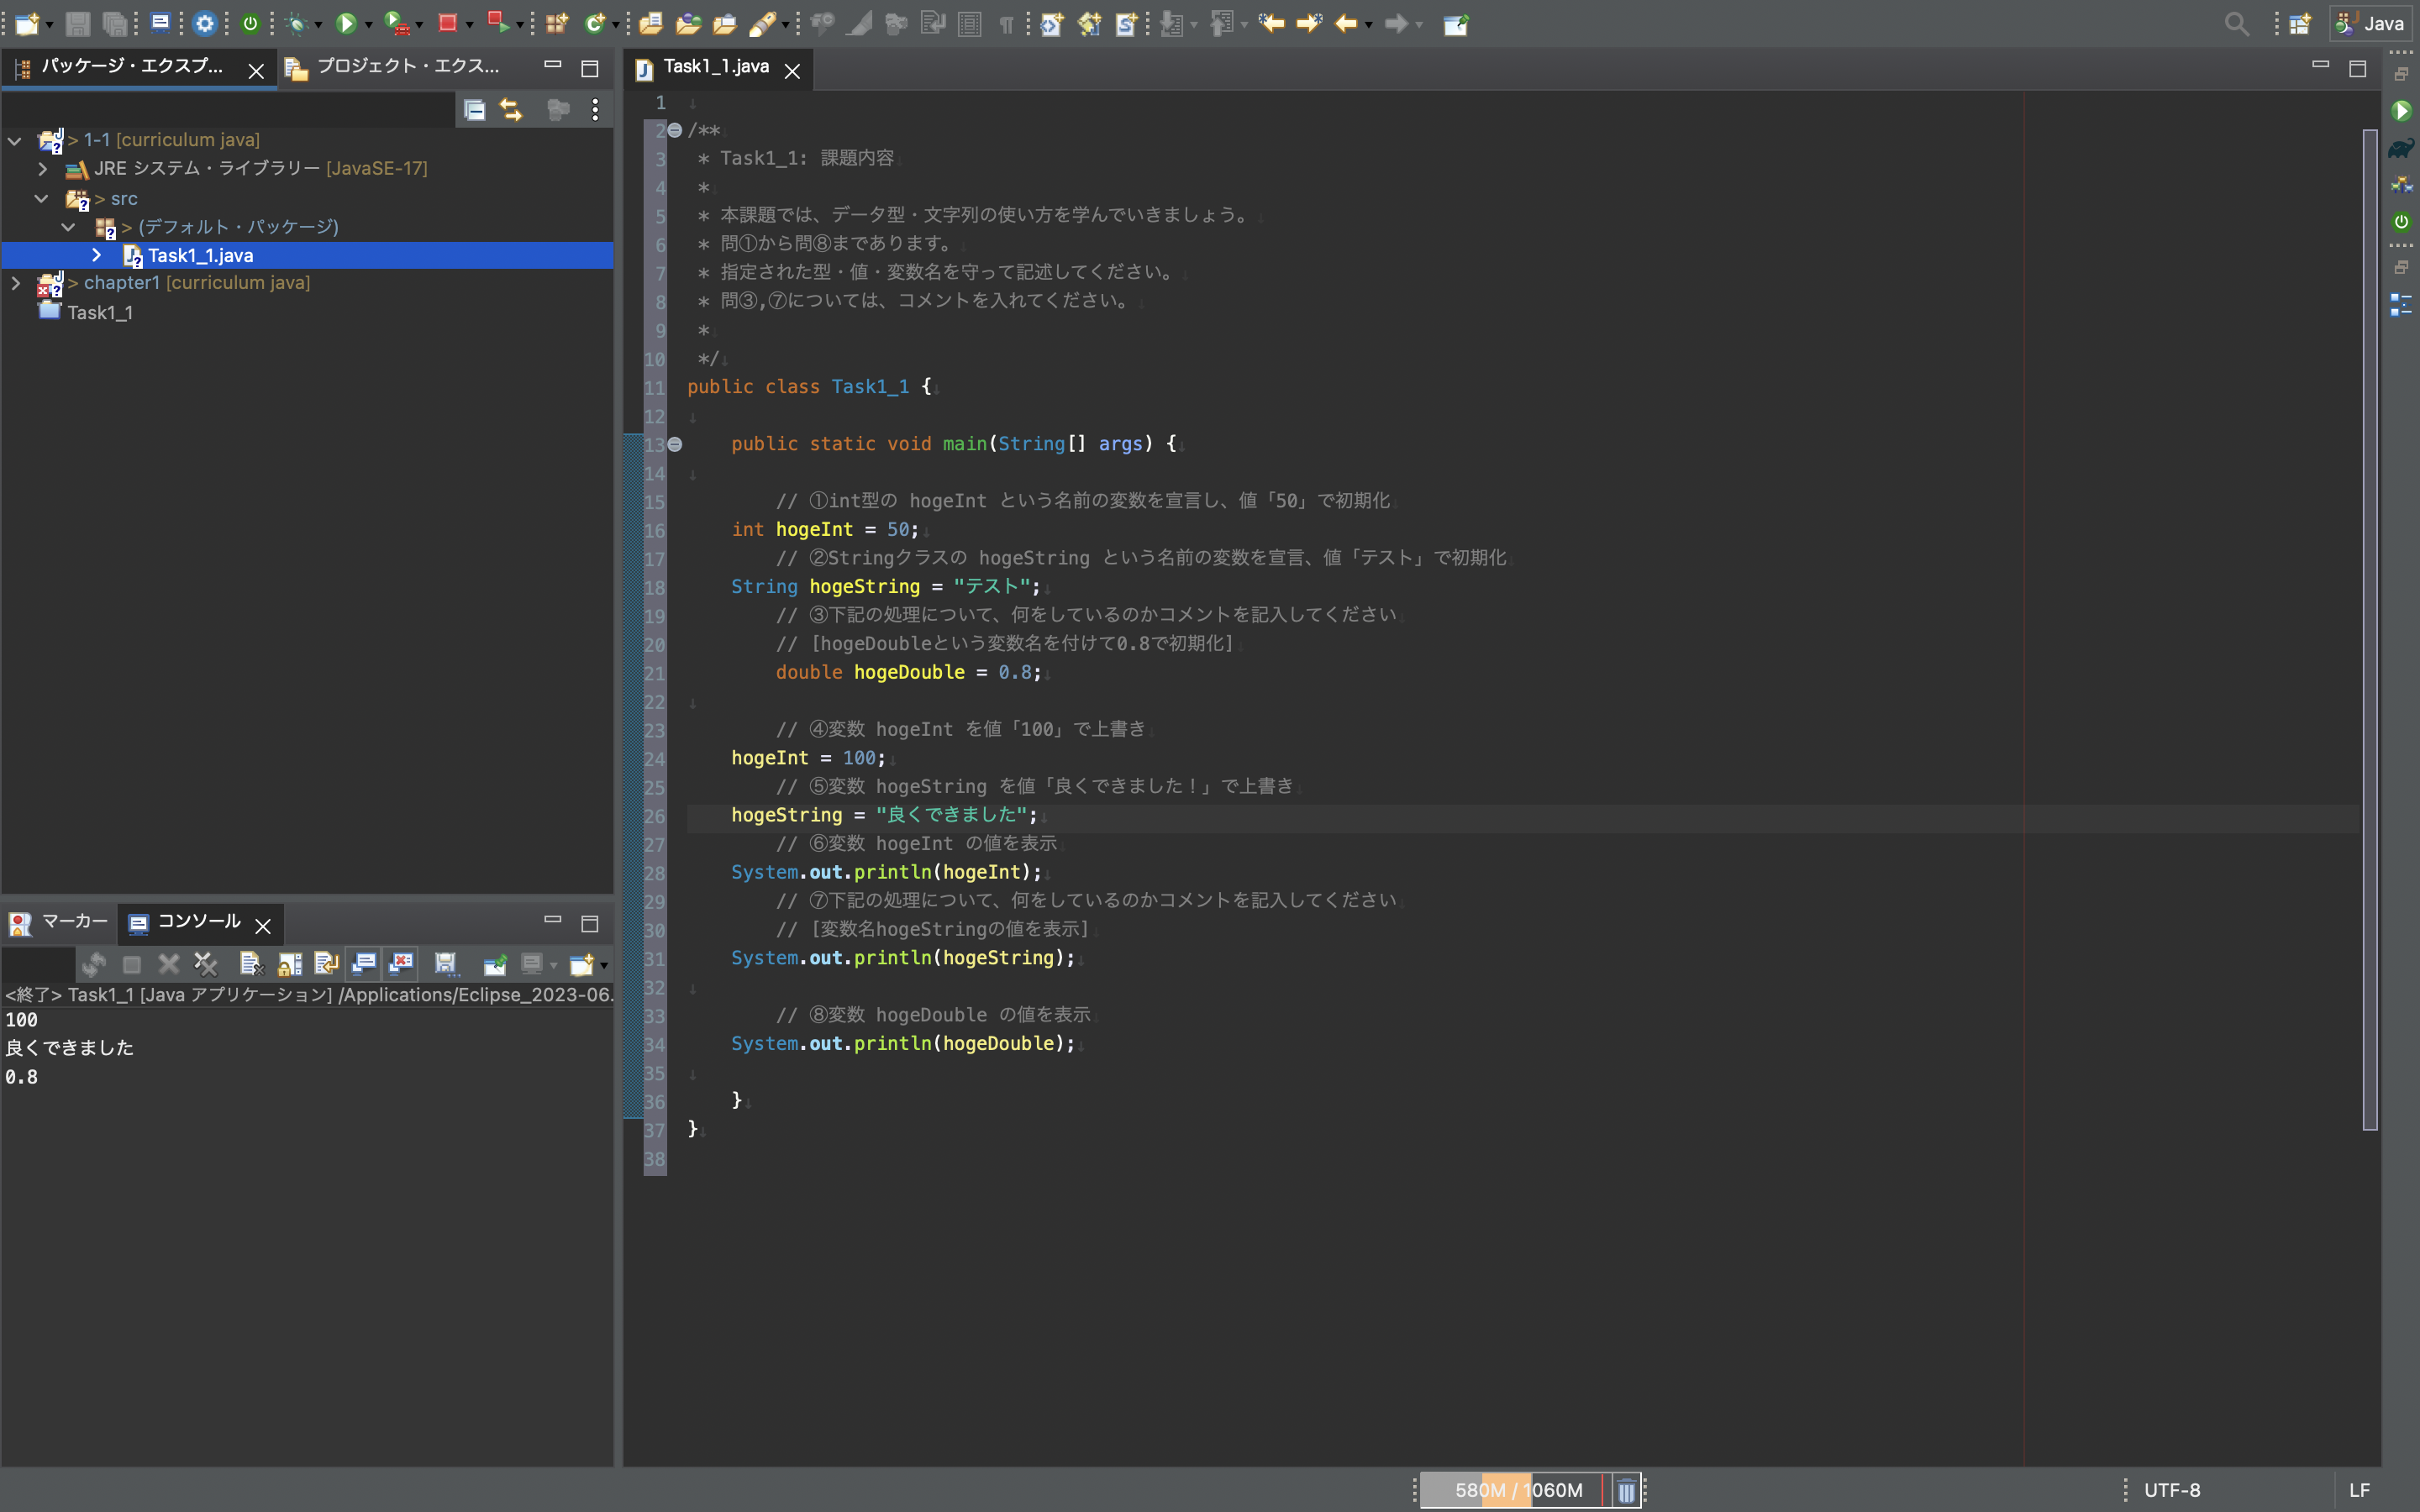 Java
パッケージ・エクスプ...
プロジェクト・エクス...
> 1-1 [curriculum java]
JRE システム・ライブラリー [JavaSE-17]
> src
> (デフォルト・パッケージ)
Task1_1.java
> chapter1 [curriculum java]
Task1_1
マーカー
コンソール
<終了> Task1_1 [Java アプリケーション] /Applications/Eclipse_2023-06.
100
良くできました
0.8
Task1_1.java
1
2 /**
3  * Task1_1: 課題内容
4  *
5  * 本課題では、データ型・文字列の使い方を学んでいきましょう。
6  * 問①から問⑧まであります。
7  * 指定された型・値・変数名を守って記述してください。
8  * 問③,⑦については、コメントを入れてください。
9  *
10  */
11 public class Task1_1 {
12
13     public static void main(String[] args) {
14
15         // ①int型の hogeInt という名前の変数を宣言し、値「50」で初期化
16     int hogeInt = 50;
17         // ②Stringクラスの hogeString という名前の変数を宣言、値「テスト」で初期化
18     String hogeString = "テスト";
19         // ③下記の処理について、何をしているのかコメントを記入してください
20         // [hogeDoubleという変数名を付けて0.8で初期化]
21         double hogeDouble = 0.8;
22
23         // ④変数 hogeInt を値「100」で上書き
24     hogeInt = 100;
25         // ⑤変数 hogeString を値「良くできました！」で上書き
26     hogeString = "良くできました";
27         // ⑥変数 hogeInt の値を表示
28     System.out.println(hogeInt);
29         // ⑦下記の処理について、何をしているのかコメントを記入してください
30         // [変数名hogeStringの値を表示]
31     System.out.println(hogeString);
32
33         // ⑧変数 hogeDouble の値を表示
34     System.out.println(hogeDouble);
35
36     }
37 }
38
580M / 1060M
UTF-8
LF